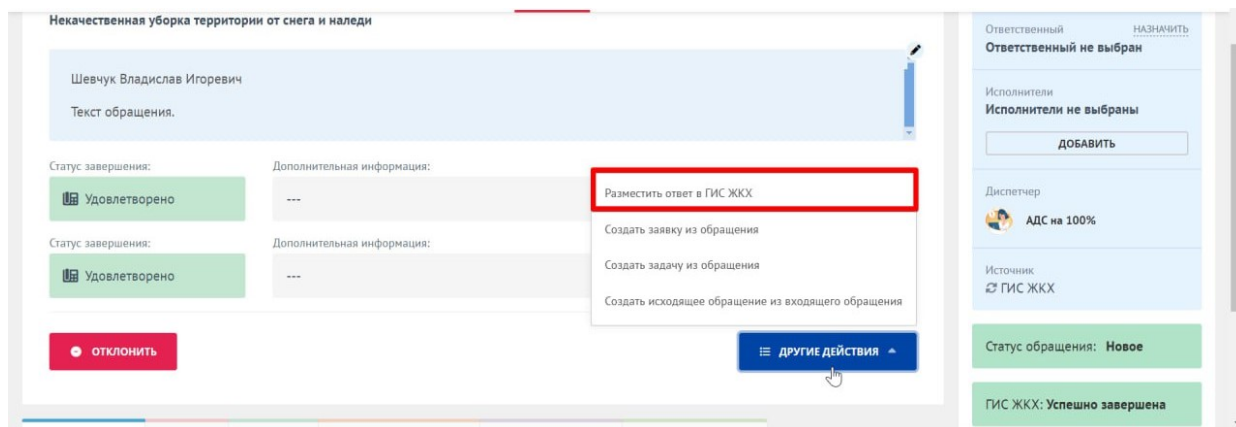 Некачественная уборка территории от снега и наледи
Шевчук Владислав Игоревич
Текст обращения.
Статус завершения:
Дополнительная информация:
Удовлетворено
---
Статус завершения:
Дополнительная информация:
Удовлетворено
---
Разместить ответ в ГИС ЖКХ
Создать заявку из обращения
Создать задачу из обращения
Создать исходящее обращение из входящего обращения
ОТКЛОНИТЬ
ДРУГИЕ ДЕЙСТВИЯ
Ответственный
НАЗНАЧИТЬ
Ответственный не выбран
Исполнители
Исполнители не выбраны
ДОБАВИТЬ
Диспетчер
АДС на 100%
Источник
ГИС ЖКХ
Статус обращения: Новое
ГИС ЖКХ: Успешно завершена